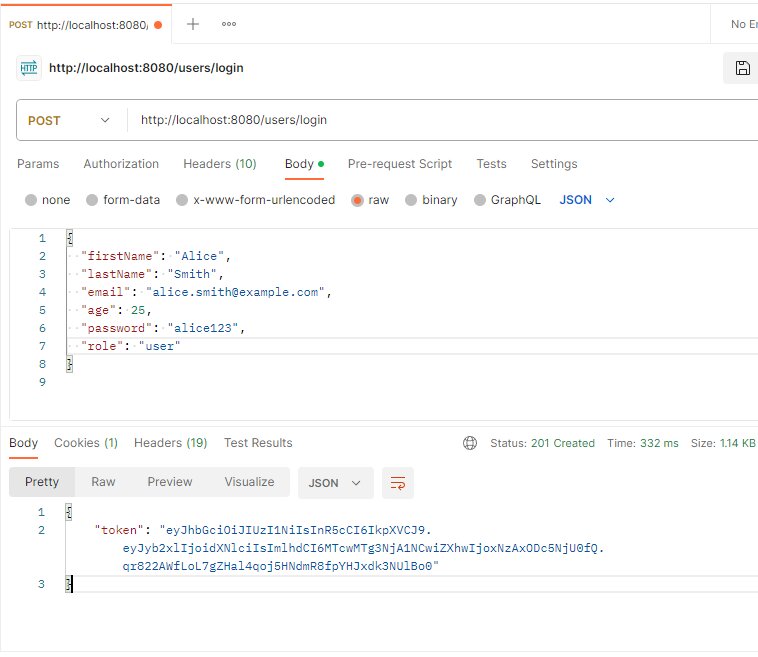 POST http://localhost:8080/
No En
HTTP http://localhost:8080/users/login
POST http://localhost:8080/users/login
Params Authorization Headers (10) Body Pre-request Script Tests Settings
none form-data x-www-form-urlencoded raw binary GraphQL JSON
1 {
2 "firstName": "Alice",
3 "lastName": "Smith",
4 "email": "alice.smith@example.com",
5 "age": 25,
6 "password": "alice123",
7 "role": "user"
8 }
9
Body Cookies (1) Headers (19) Test Results Status: 201 Created Time: 332 ms Size: 1.14 KB
Pretty Raw Preview Visualize JSON
1 {
2 "token": "eyJhbGciOiJIUzI1NiIsInR5cCI6IkpXVCJ9.
eyJyb2xlIjoidXNlciIsImlhdCI6MTcwMTg3NjA1NCwiZXhwIjoxNzAxODc5NjU0fQ.
qr822AWfLoL7gZHal4qoj5HNdmR8fpYHJxdk3NUlBo0"
3 }